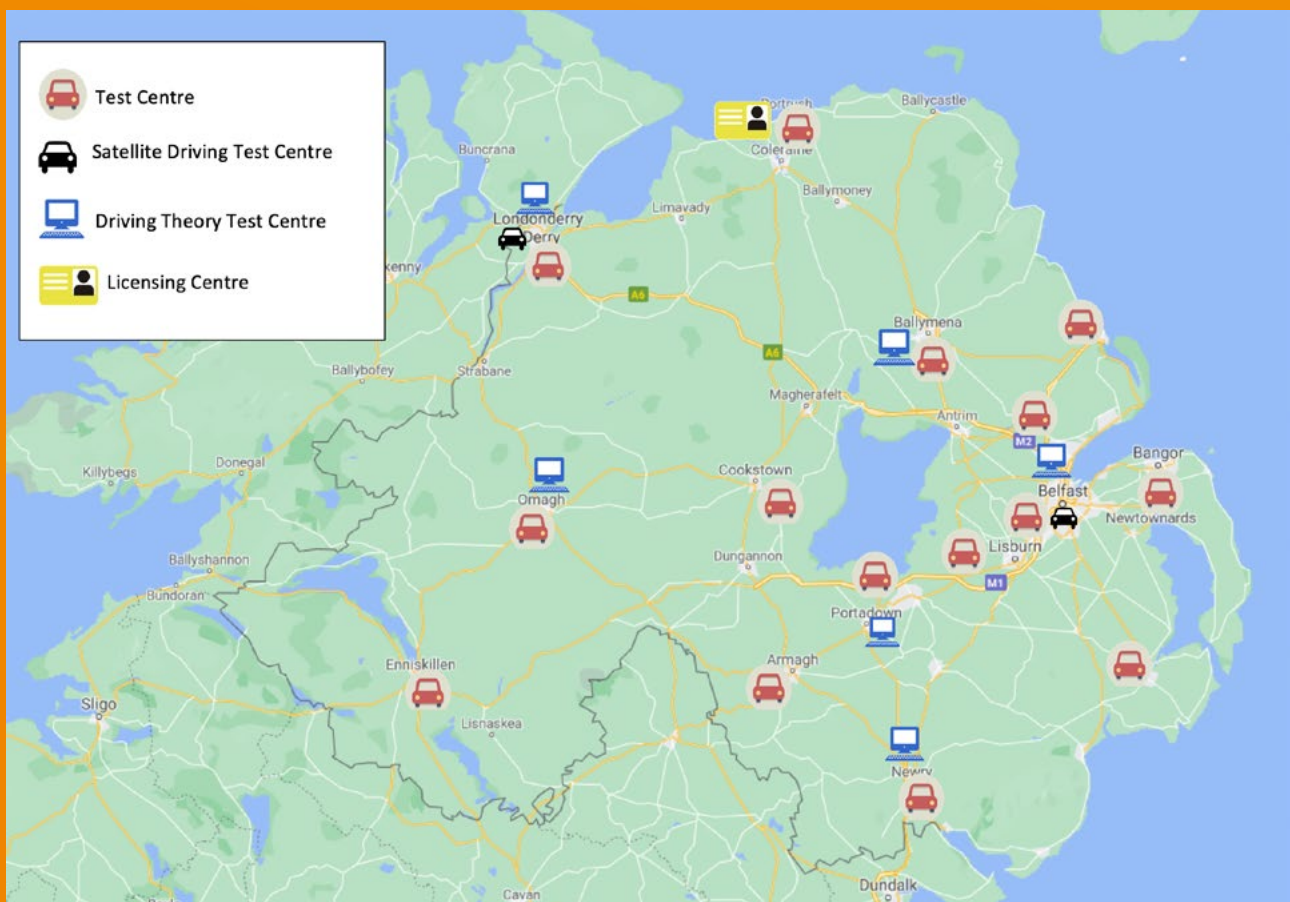 Test Centre
Satellite Driving Test Centre
Driving Theory Test Centre
Licensing Centre
Portrush
Ballycastle
Buncrana
Coleraine
Ballymoney
Limavady
Londonderry
Derry
kenny
A6
Ballymena
A6
Ballybofey
Strabane
Magherafelt
Antrim
M2
Donegal
Killybegs
Cookstown
Bangor
Omagh
Belfast
Newtownards
Ballyshannon
Dungannon
Lisburn
Bundoran
M1
Portadown
Enniskillen
Armagh
Sligo
Lisnaskea
Newry
Dundalk
Cavan